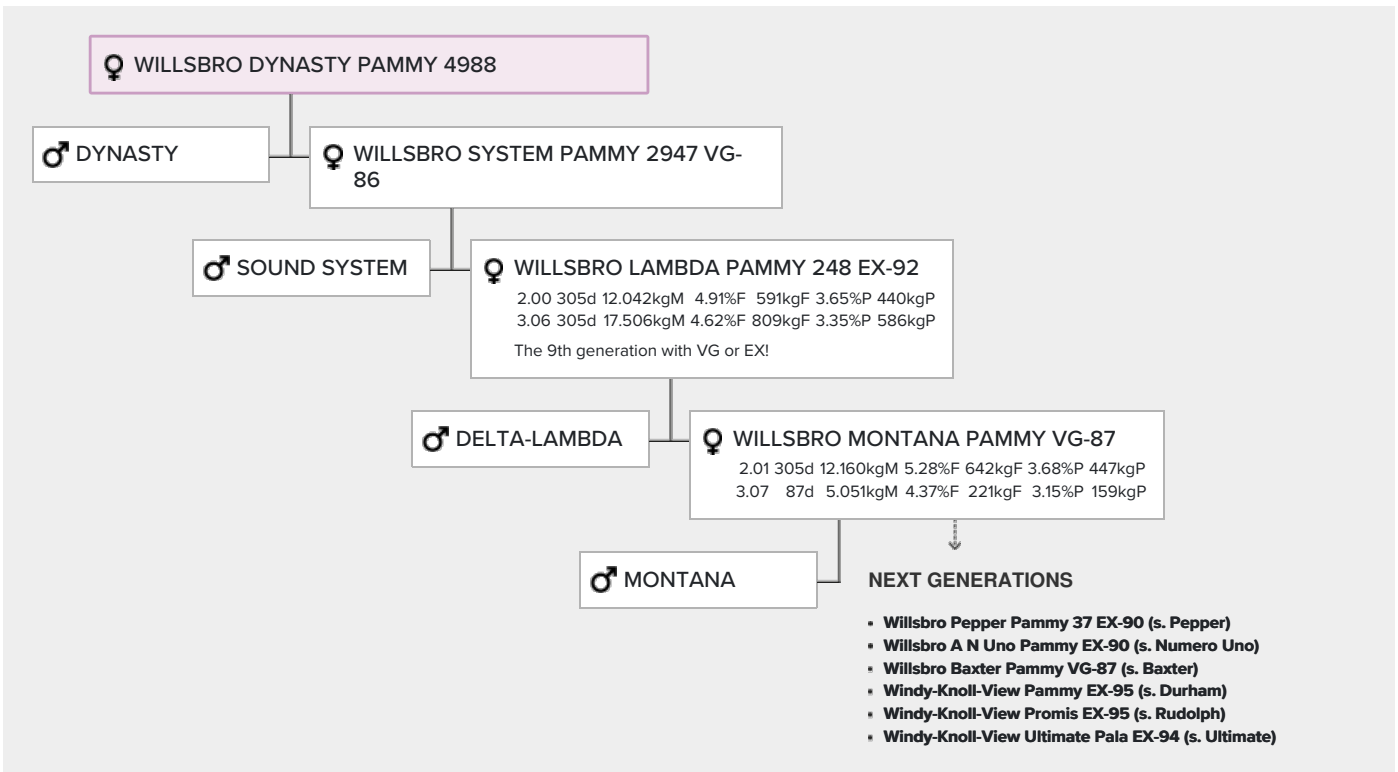 WILLSBRO DYNASTY PAMMY 4988
DYNASTY
WILLSBRO SYSTEM PAMMY 2947 VG-
86
SOUND SYSTEM
WILLSBRO LAMBDA PAMMY 248 EX-92
2.00 305d 12.042kgM 4.91%F 591kgF 3.65%P 440kgP
3.06 305d 17.506kgM 4.62%F 809kgF 3.35%P 586kgP
The 9th generation with VG or EX!
DELTA-LAMBDA
WILLSBRO MONTANA PAMMY VG-87
2.01 305d 12.160kgM 5.28%F 642kgF 3.68%P 447kgP
3.07 87d 5.051kgM 4.37%F 221kgF 3.15%P 159kgP
MONTANA
NEXT GENERATIONS
Willsbro Pepper Pammy 37 EX-90 (s. Pepper)
Willsbro A N Uno Pammy EX-90 (s. Numero Uno)
Willsbro Baxter Pammy VG-87 (s. Baxter)
Windy-Knoll-View Pammy EX-95 (s. Durham)
Windy-Knoll-View Promis EX-95 (s. Rudolph)
Windy-Knoll-View Ultimate Pala EX-94 (s. Ultimate)